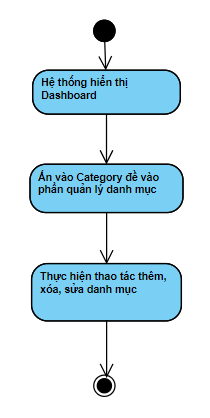 Hệ thống hiển thị
Dashboard
Ấn vào Category đề vào
phần quản lý danh mục
Thực hiện thao tác thêm,
xóa, sửa danh mục